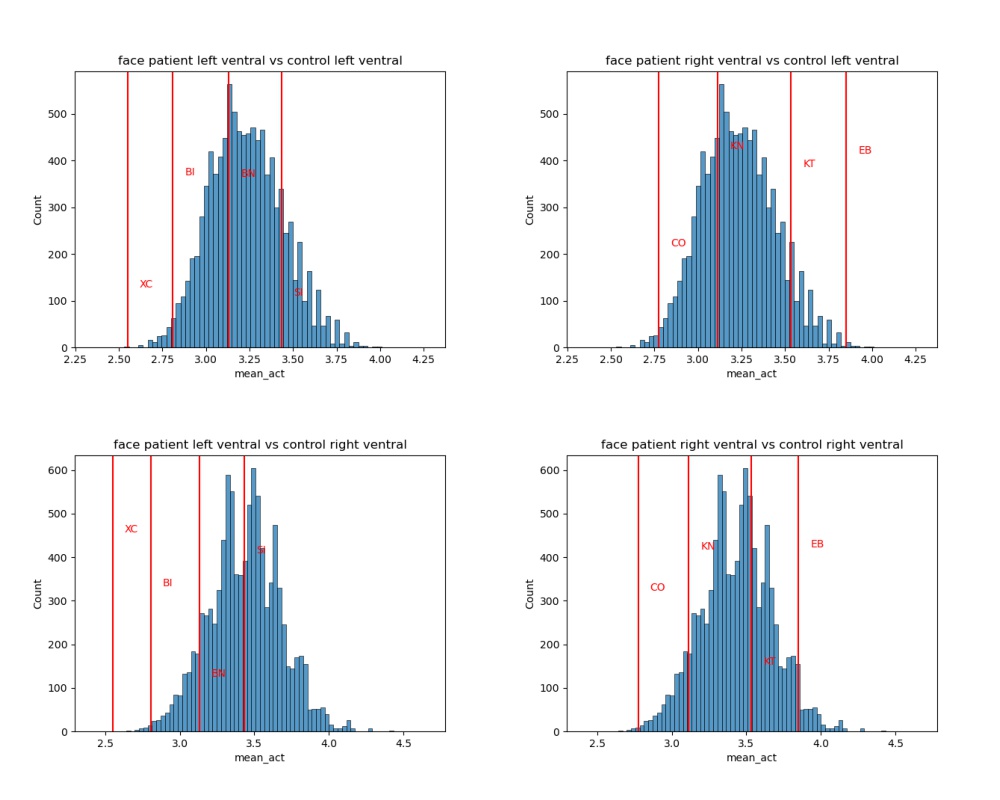 face patient left ventral vs control left ventral
500
400
300
200
100
0
Count
XC
BI
BN
SI
2.25 2.50 2.75 3.00 3.25 3.50 3.75 4.00 4.25
mean_act
face patient right ventral vs control left ventral
500
400
300
200
100
0
Count
CO
KN
KT
EB
2.25 2.50 2.75 3.00 3.25 3.50 3.75 4.00 4.25
mean_act
face patient left ventral vs control right ventral
600
500
400
300
200
100
0
Count
XC
BI
BN
SI
2.5 3.0 3.5 4.0 4.5
mean_act
face patient right ventral vs control right ventral
600
500
400
300
200
100
0
Count
CO
KN
KT
EB
2.5 3.0 3.5 4.0 4.5
mean_act